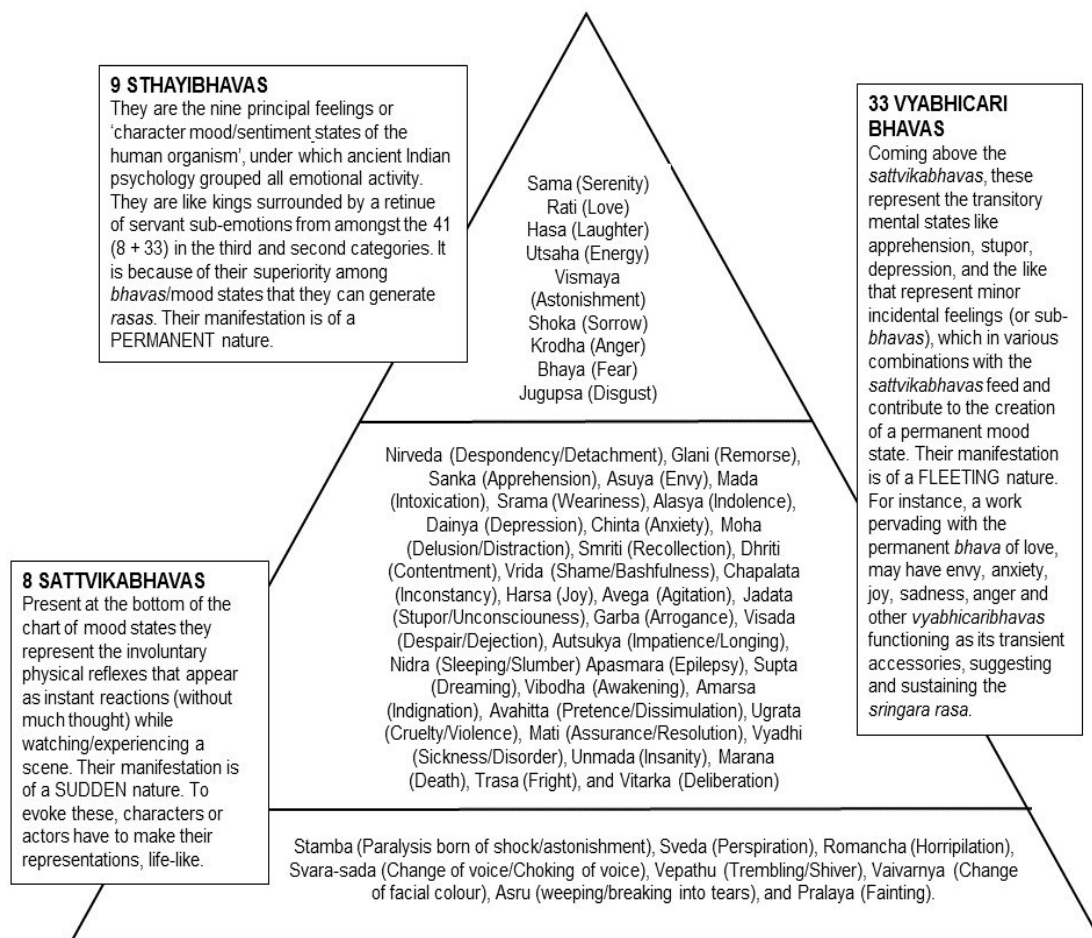 9 STHAYIBHAVAS
They are the nine principal feelings or
‘character mood/sentiment states of the
human organism’, under which ancient Indian
psychology grouped all emotional activity.
They are like kings surrounded by a retinue
of servant sub-emotions from amongst the 41
(8 + 33) in the third and second categories. It
is because of their superiority among
bhavas/mood states that they can generate
rasas. Their manifestation is of a
PERMANENT nature.
33 VYABHICARI
BHAVAS
Coming above the
sattvikabhavas, these
represent the transitory
mental states like
apprehension, stupor,
depression, and the like
that represent minor
incidental feelings (or sub-
bhavas), which in various
combinations with the
sattvikabhavas feed and
contribute to the creation
of a permanent mood
state. Their manifestation
is of a FLEETING nature.
For instance, a work
pervading with the
permanent bhava of love,
may have envy, anxiety,
joy, sadness, anger and
other vyabhicaribhavas
functioning as its transient
accessories, suggesting
and sustaining the
sringara rasa.
Sama (Serenity)
Rati (Love)
Hasa (Laughter)
Utsaha (Energy)
Vismaya
(Astonishment)
Shoka (Sorrow)
Krodha (Anger)
Bhaya (Fear)
Jugupsa (Disgust)
Nirveda (Despondency/Detachment), Glani (Remorse),
Sanka (Apprehension), Asuya (Envy), Mada
(Intoxication), Srama (Weariness), Alasya (Indolence),
Dainya (Depression), Chinta (Anxiety), Moha
(Delusion/Distraction), Smriti (Recollection), Dhriti
(Contentment), Vrida (Shame/Bashfulness), Chapalata
(Inconstancy), Harsa (Joy), Avega (Agitation), Jadata
(Stupor/Unconsciousness), Garba (Arrogance), Visada
(Despair/Dejection), Autsukya (Impatience/Longing),
Nidra (Sleeping/Slumber) Apasmara (Epilepsy), Supta
(Dreaming), Vibodha (Awakening), Amarsa
(Indignation), Avahitta (Pretence/Dissimulation), Ugrata
(Cruelty/Violence), Mati (Assurance/Resolution), Vyadhi
(Sickness/Disorder), Unmada (Insanity), Marana
(Death), Trasa (Fright), and Vitarka (Deliberation)
8 SATTVIKABHAVAS
Present at the bottom of the
chart of mood states they
represent the involuntary
physical reflexes that appear
as instant reactions (without
much thought) while
watching/experiencing a
scene. Their manifestation is
of a SUDDEN nature. To
evoke these, characters or
actors have to make their
representations, life-like.
Stamba (Paralysis born of shock/astonishment), Sveda (Perspiration), Romancha (Horripilation),
Svara-sada (Change of voice/Choking of voice), Vepathu (Trembling/Shiver), Vaivarnya (Change
of facial colour), Asru (weeping/breaking into tears), and Pralaya (Fainting).